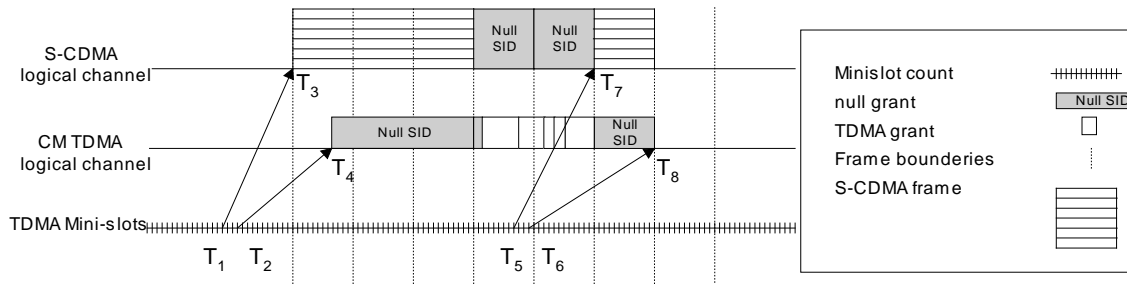 S-CDMA
logical channel
Null
SID
Null
SID
T3
T7
CM TDMA
logical channel
Null SID
Null
SID
T4
T8
TDMA Mini-slots
T1
T2
T5
T6
Minislot count
null grant
Null SID
TDMA grant
Frame bounderies
S-CDMA frame